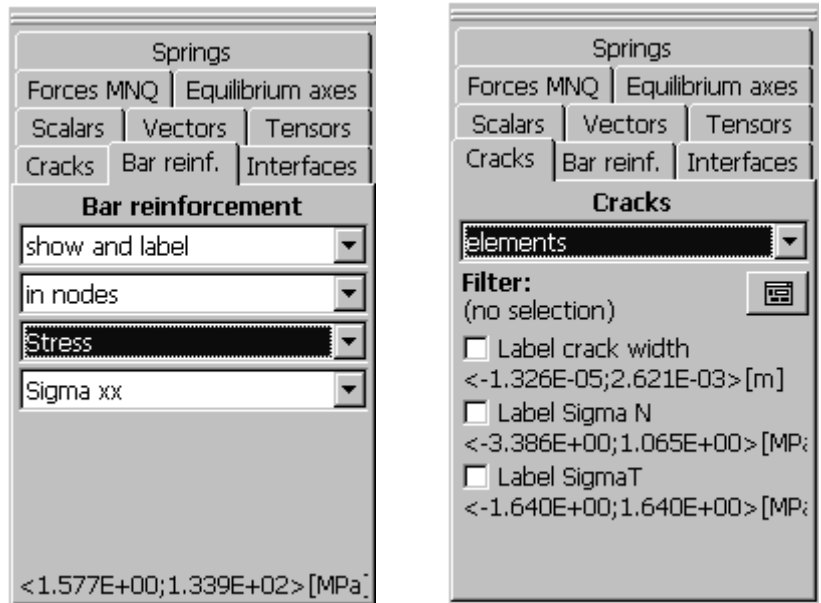 Springs
Forces MNQ Equilibrium axes
Scalars Vectors Tensors
Cracks Bar reinf. Interfaces
Bar reinforcement
show and label
in nodes
Stress
Sigma xx
<1.577E+00;1.339E+02>[MPa]
Springs
Forces MNQ Equilibrium axes
Scalars Vectors Tensors
Cracks Bar reinf. Interfaces
Cracks
elements
Filter:
(no selection)
Label crack width
<-1.326E-05;2.621E-03>[m]
Label Sigma N
<-3.386E+00;1.065E+00>[MPa
Label SigmaT
<-1.640E+00;1.640E+00>[MPa